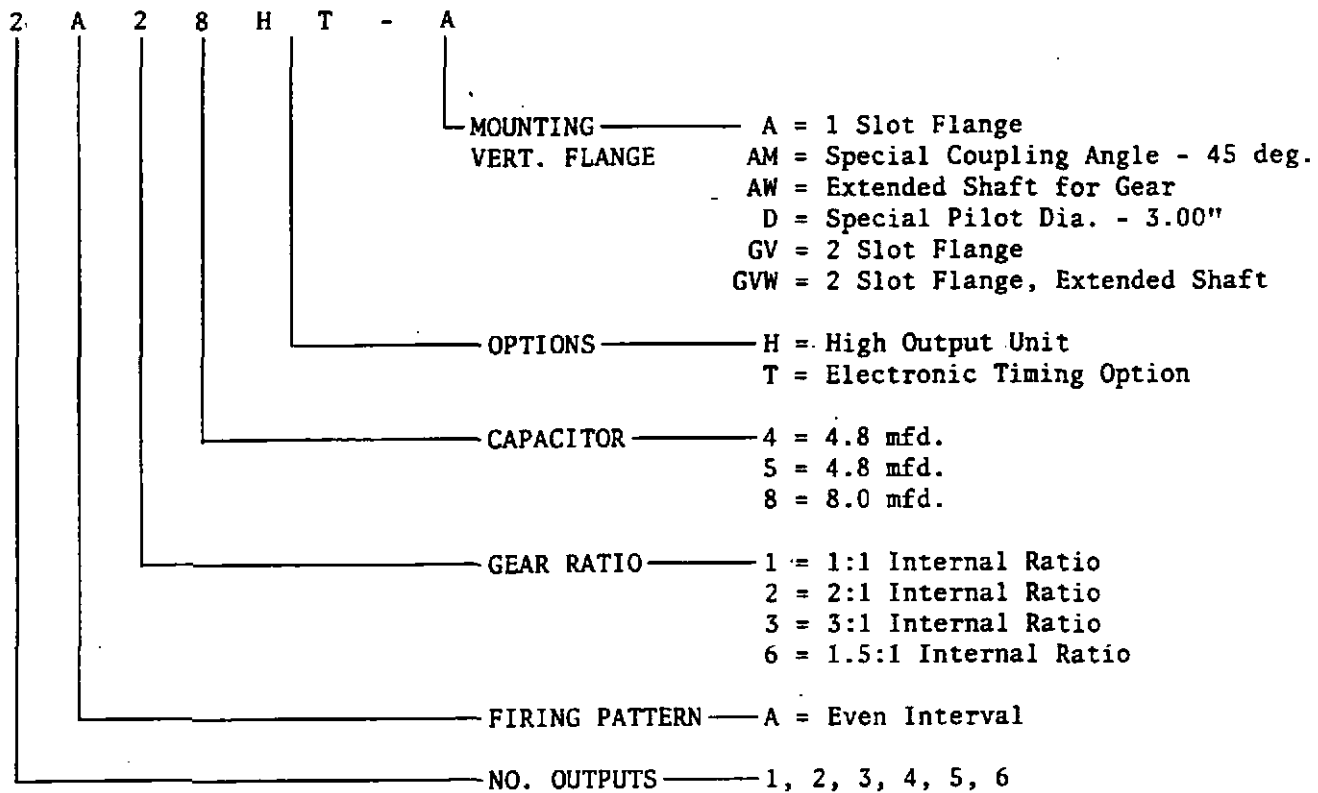 2 A 2 8 H T - A
MOUNTING A = 1 Slot Flange
VERT. FLANGE AM = Special Coupling Angle - 45 deg.
AW = Extended Shaft for Gear
D = Special Pilot Dia. - 3.00"
GV = 2 Slot Flange
GVW = 2 Slot Flange, Extended Shaft
OPTIONS H = High Output Unit
T = Electronic Timing Option
CAPACITOR 4 = 4.8 mfd.
5 = 4.8 mfd.
8 = 8.0 mfd.
GEAR RATIO 1 = 1:1 Internal Ratio
2 = 2:1 Internal Ratio
3 = 3:1 Internal Ratio
6 = 1.5:1 Internal Ratio
FIRING PATTERN A = Even Interval
NO. OUTPUTS 1, 2, 3, 4, 5, 6